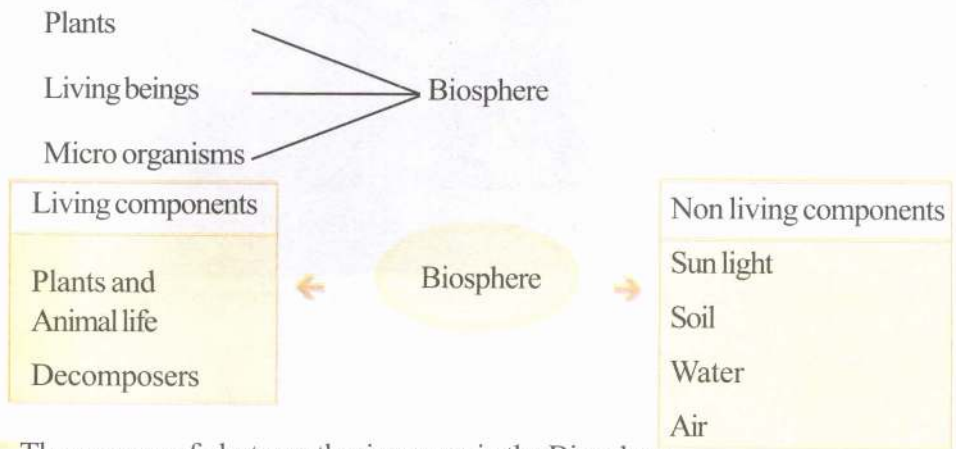 Plants
Living beings
Biosphere
Micro organisms
Living components
Plants and
Animal life
Decomposers
Biosphere
Non living components
Sun light
Soil
Water
Air